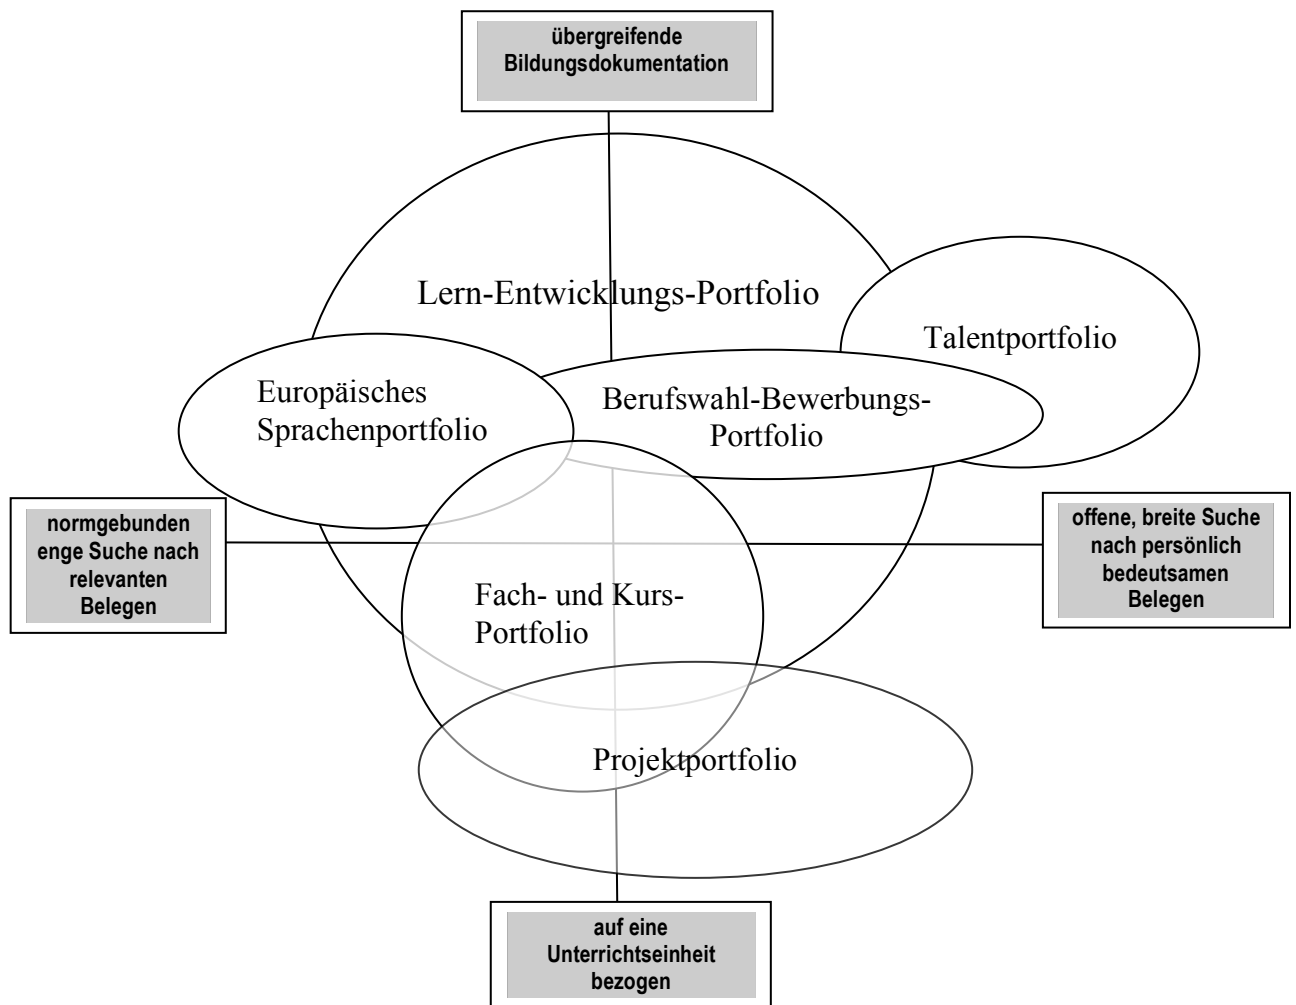 übergreifende
Bildungsdokumentation
Lern-Entwicklungs-Portfolio
Talentportfolio
Europäisches
Sprachenportfolio
Berufswahl-Bewerbungs-
Portfolio
normgebunden
enge Suche nach
relevanten
Belegen
offene, breite Suche
nach persönlich
bedeutsamen
Belegen
Fach- und Kurs-
Portfolio
Projektportfolio
auf eine
Unterrichtseinheit
bezogen